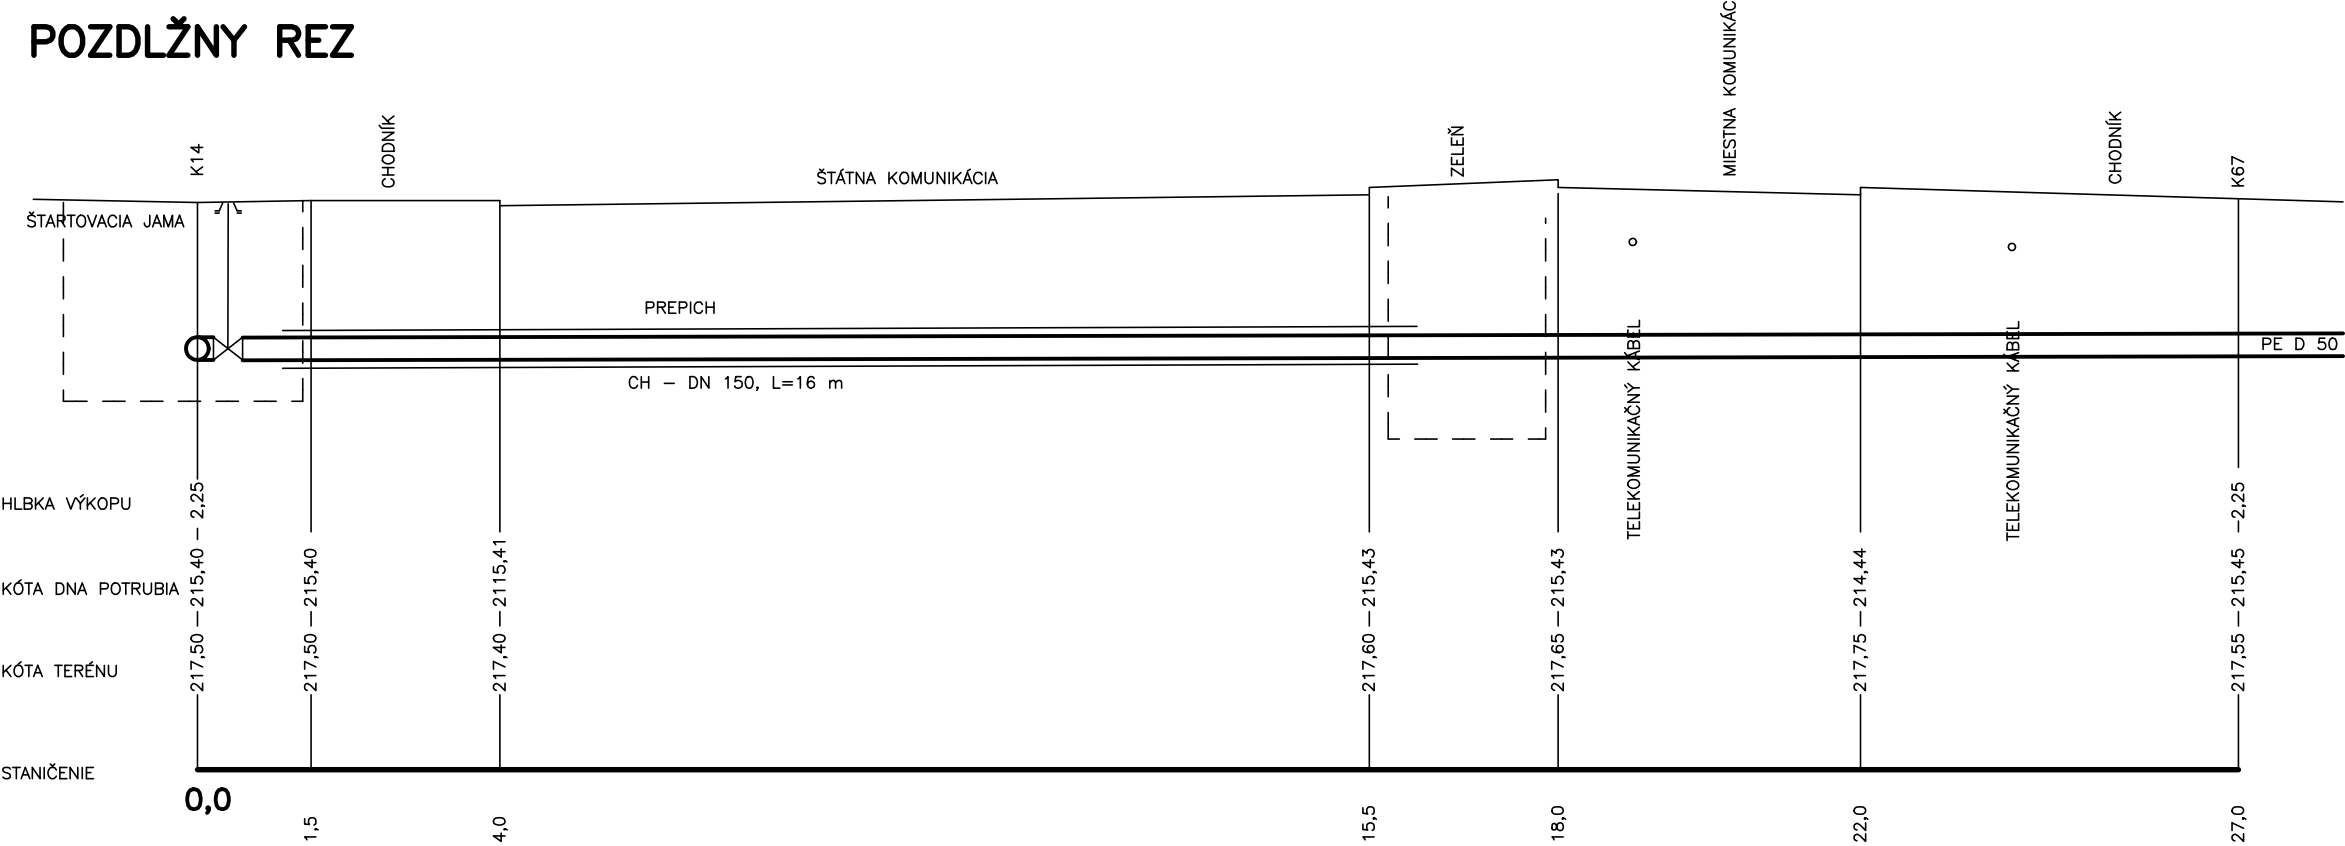 POZDLŽNY REZ
K14
CHODNÍK
ŠTÁTNA KOMUNIKÁCIA
ZELEŇ
MIESTNA KOMUNIKÁC
CHODNÍK
K67
ŠTARTOVACIA JAMA
PREPICH
CH - DN 150, L=16 m
PE D 50
TELEKOMUNIKAČNÝ KÁBEL
TELEKOMUNIKAČNÝ KÁBEL
HLBKA VÝKOPU
2,25
-2,25
KÓTA DNA POTRUBIA
215,40
215,40
2115,41
215,43
215,43
214,44
215,45
KÓTA TERÉNU
217,50
217,50
217,40
217,60
217,65
217,75
217,55
STANIČENIE
0,0
1,5
4,0
15,5
18,0
22,0
27,0